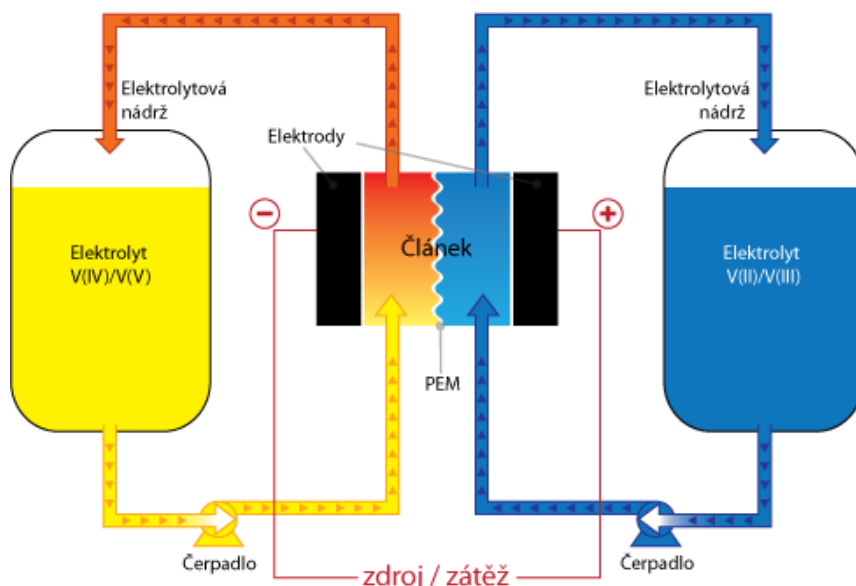 Elektrolytová
nádrž
Elektrolytová
nádrž
Elektrody
−
+
Elektrolyt
V(IV)/V(V)
Článek
Elektrolyt
V(II)/V(III)
PEM
Čerpadlo
Čerpadlo
zdroj / zátěž